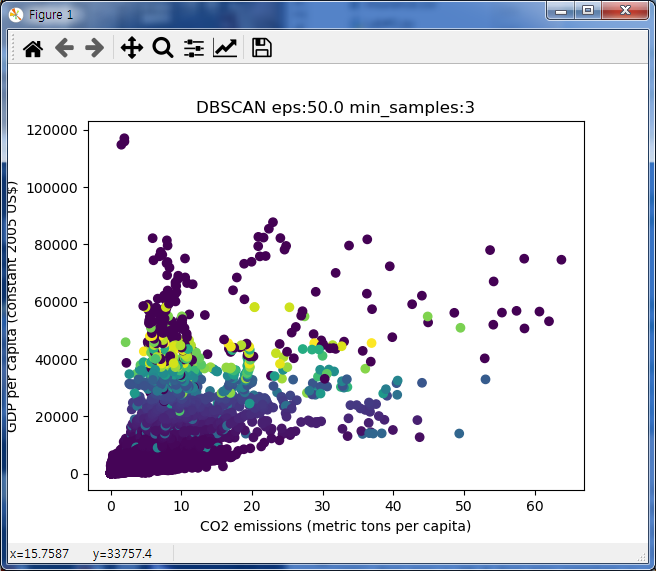 Figure 1
DBSCAN eps:50.0 min_samples:3
120000
100000
80000
60000
40000
20000
0
GDP per capita (constant 2005 US$)
0 10 20 30 40 50 60
CO2 emissions (metric tons per capita)
x=15.7587 y=33757.4